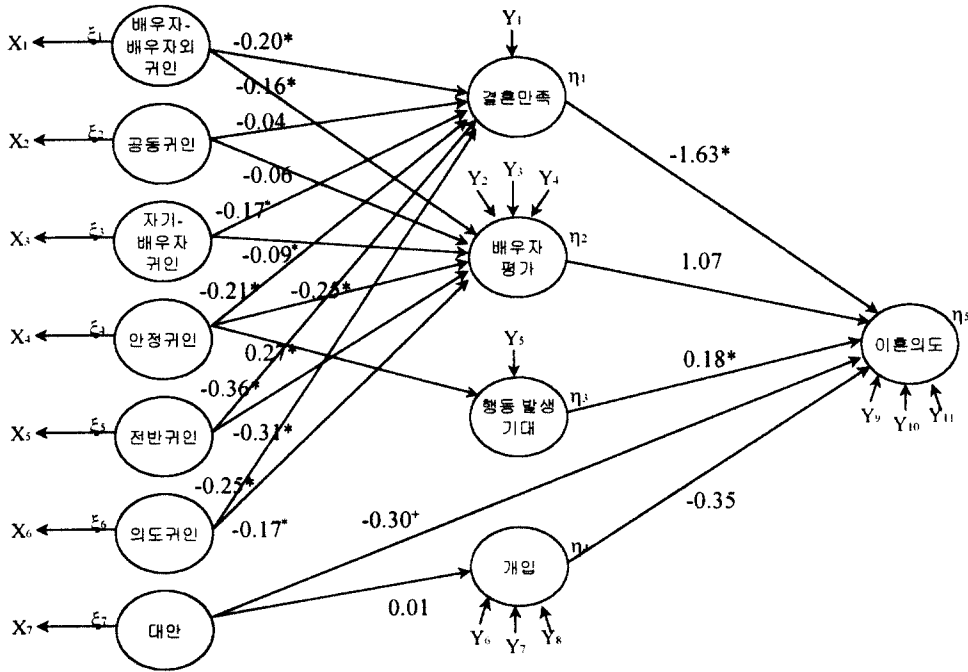 X₁
ξ₁
배우자-
배우자외
귀인
X₂
ξ₂
공동귀인
X₃
ξ₃
자기-
배우자
귀인
X₄
ξ₄
안정귀인
X₅
ξ₅
전반귀인
X₆
ξ₆
의도귀인
X₇
ξ₇
대안
-0.20*
-0.16*
-0.04
-0.06
-0.17*
-0.09*
-0.21*
-0.26*
0.27*
-0.36*
-0.31*
-0.25*
-0.17*
0.01
Y₁
η₁
결혼만족
Y₂
Y₃
Y₄
η₂
배우자
평가
Y₅
η₃
행동 발생
기대
η₄
개입
Y₆
Y₇
Y₈
-1.63*
1.07
0.18*
-0.30⁺
-0.35
η₅
이혼의도
Y₉
Y₁₀
Y₁₁